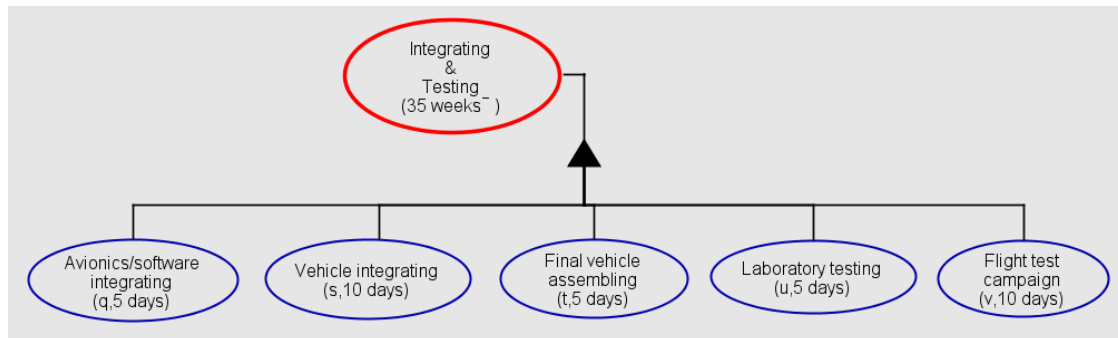 Integrating
&
Testing
(35 weeks¯ )
Avionics/software
integrating
(q,5 days)
Vehicle integrating
(s,10 days)
Final vehicle
assembling
(t,5 days)
Laboratory testing
(u,5 days)
Flight test
campaign
(v,10 days)